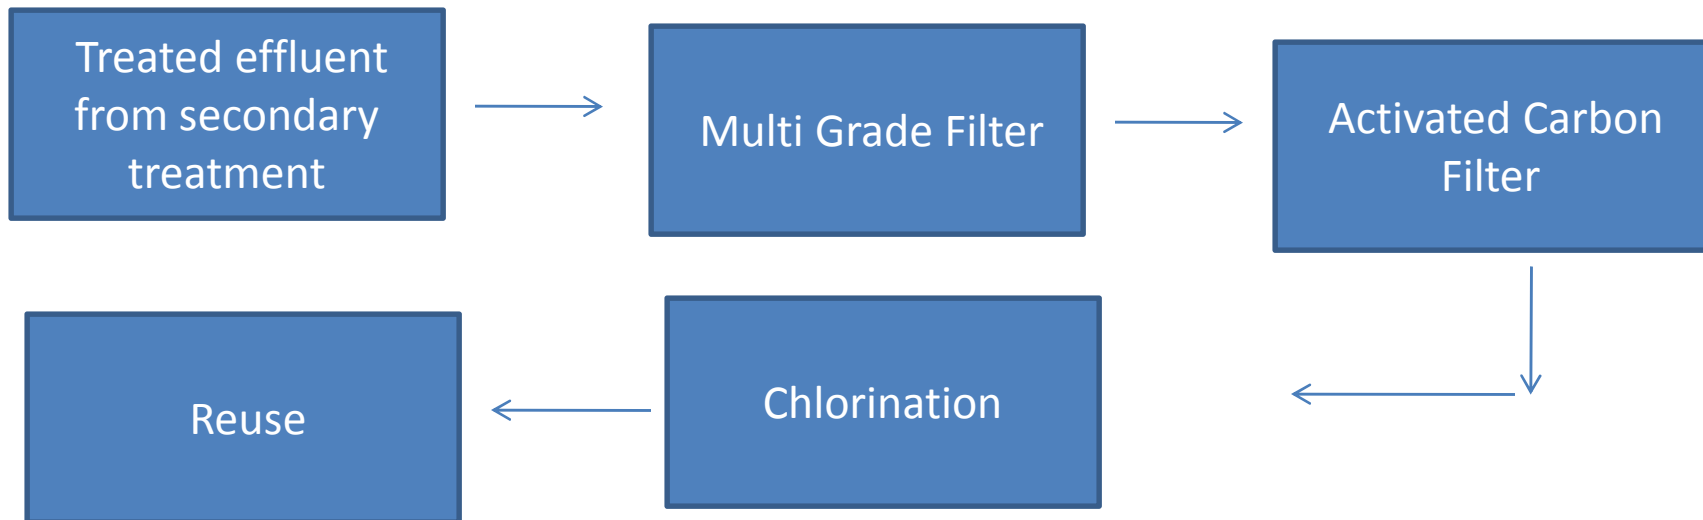 Treated effluent
from secondary
treatment
Multi Grade Filter
Activated Carbon
Filter
Chlorination
Reuse